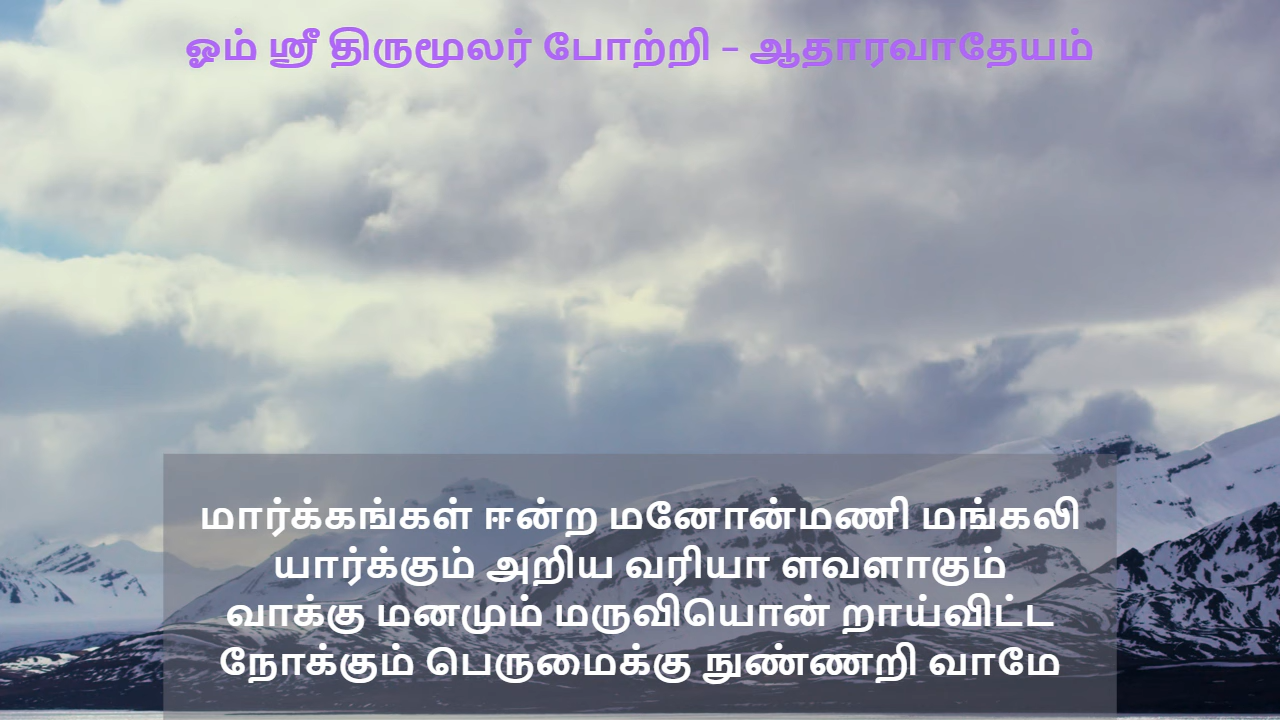 ஓம் ஸ்ரீ திருமூலர் போற்றி – ஆதாரவாதேயம்
மார்க்கங்கள் ஈன்ற மனோன்மணி மங்கலி
யார்க்கும் அறிய வரியா ளவளாகும்
வாக்கு மனமும் மருவியொன் றாய்விட்ட
நோக்கும் பெருமைக்கு நுண்ணறி வாமே